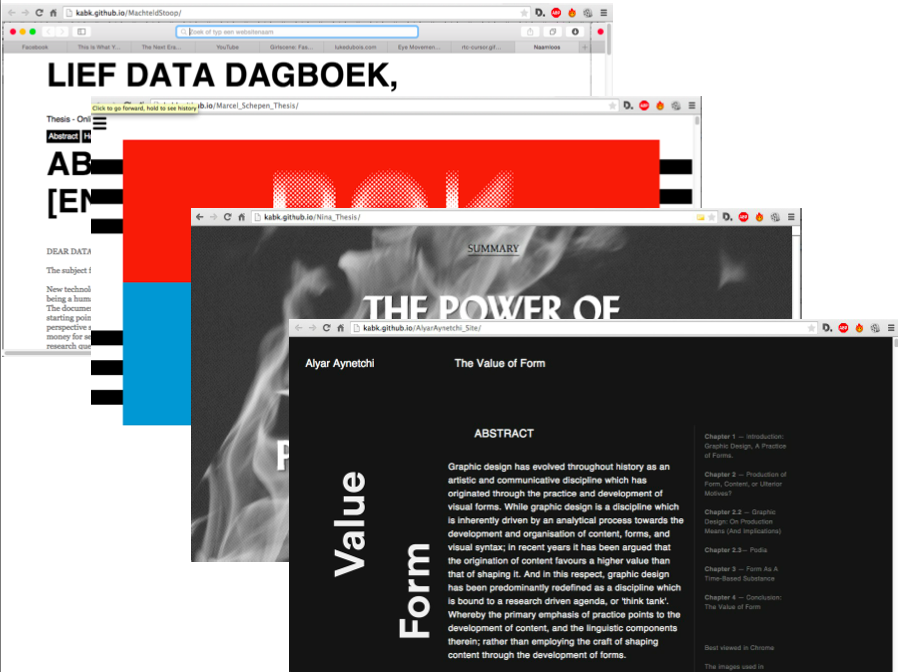 kabk.github.io/MachteldStoop/
Zoek of typ een websitenaam
Facebook
This Is What Y...
The Next Era...
YouTube
Girlscene: Fas...
lukedubois.com
Eye Movemen...
its-cursor.gif...
Naamloos
LIEF DATA DAGBOEK,
Thesis - Onli
Abstract
AB
[EN
DEAR DATA
The subject f
New technol
being a hum
The docume
starting poin
perspective
money for se
research que
Click to go forward, hold to see history
b.io/Marcel_Schepen_Thesis/
kabk.github.io/Nina_Thesis/
SUMMARY
THE POWER OF
P
kabk.github.io/AlyarAynetchi_Site/
Alyar Aynetchi
The Value of Form
Value
Form
ABSTRACT
Graphic design has evolved throughout history as an
artistic and communicative discipline which has
originated through the practice and development of
visual forms. While graphic design is a discipline which
is inherently driven by an analytical process towards the
development and organisation of content, forms, and
visual syntax; in recent years it has been argued that
the origination of content favours a higher value than
that of shaping it. And in this respect, graphic design
has been predominantly redefined as a discipline which
is bound to a research driven agenda, or 'think tank'.
Whereby the primary emphasis of practice points to the
development of content, and the linguistic components
therein; rather than employing the craft of shaping
content through the development of forms.
Chapter 1 — Introduction:
Graphic Design, A Practice
of Forms.
Chapter 2 — Production of
Form, Content, or Ulterior
Motives?
Chapter 2.2 — Graphic
Design: On Production
Means (And Implications)
Chapter 2.3— Podia
Chapter 3 — Form As A
Time-Based Substance
Chapter 4 — Conclusion:
The Value of Form
Best viewed in Chrome
The images used in